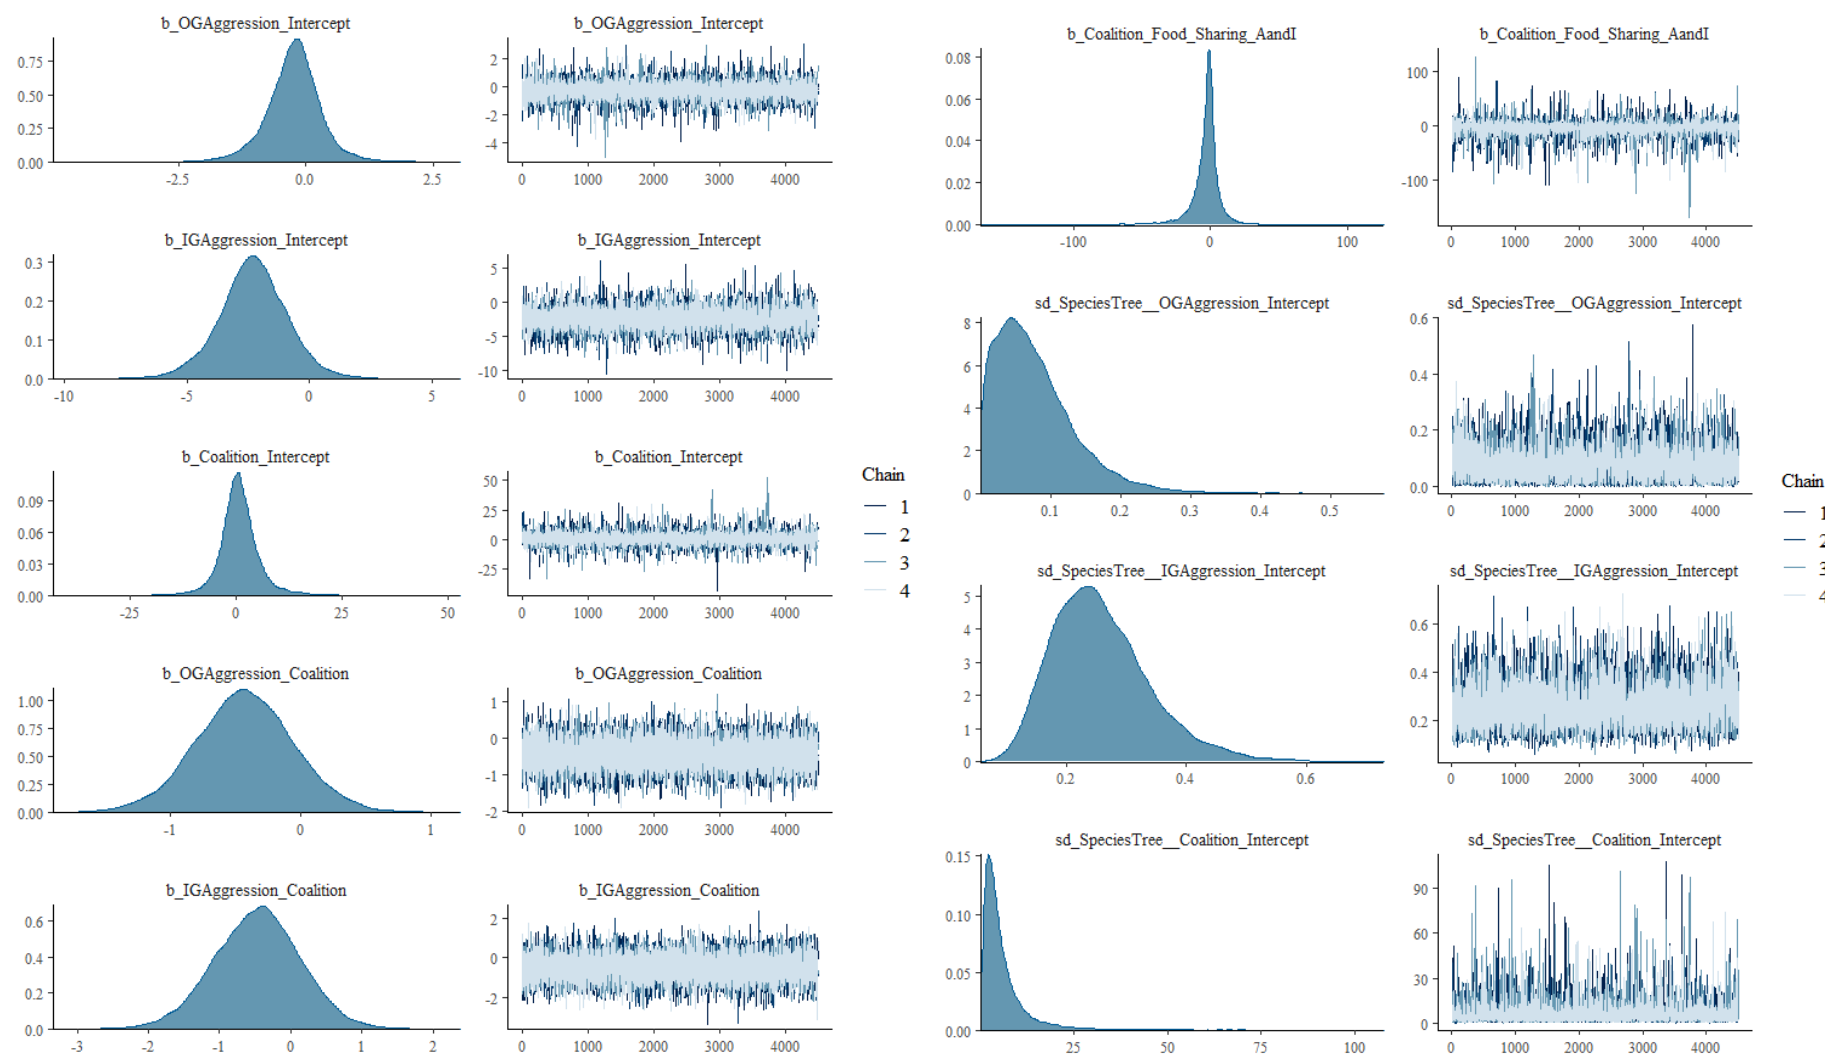 b_OGAggression_Intercept
b_OGAggression_Intercept
0.75
0.50
0.25
0.00
-2.5 0.0 2.5
2
0
-2
-4
0 1000 2000 3000 4000
b_IGAggression_Intercept
b_IGAggression_Intercept
0.3
0.2
0.1
0.0
-10 -5 0 5
5
0
-5
-10
0 1000 2000 3000 4000
b_Coalition_Intercept
b_Coalition_Intercept
0.09
0.06
0.03
0.00
-25 0 25 50
50
25
0
-25
0 1000 2000 3000 4000
b_OGAggression_Coalition
b_OGAggression_Coalition
1.00
0.75
0.50
0.25
0.00
-1 0 1
1
0
-1
-2
0 1000 2000 3000 4000
b_IGAggression_Coalition
b_IGAggression_Coalition
0.6
0.4
0.2
0.0
-3 -2 -1 0 1 2
2
0
-2
0 1000 2000 3000 4000
Chain
1
2
3
4
b_Coalition_Food_Sharing_AandI
b_Coalition_Food_Sharing_AandI
0.08
0.06
0.04
0.02
0.00
-100 0 100
100
0
-100
0 1000 2000 3000 4000
sd_SpeciesTree__OGAggression_Intercept
sd_SpeciesTree__OGAggression_Intercept
8
6
4
2
0
0.1 0.2 0.3 0.4 0.5
0.6
0.4
0.2
0.0
0 1000 2000 3000 4000
sd_SpeciesTree__IGAggression_Intercept
sd_SpeciesTree__IGAggression_Intercept
5
4
3
2
1
0
0.2 0.4 0.6
0.6
0.4
0.2
0 1000 2000 3000 4000
sd_SpeciesTree__Coalition_Intercept
sd_SpeciesTree__Coalition_Intercept
0.15
0.10
0.05
0.00
25 50 75 100
90
60
30
0
0 1000 2000 3000 4000
Chain
1
2
3
4